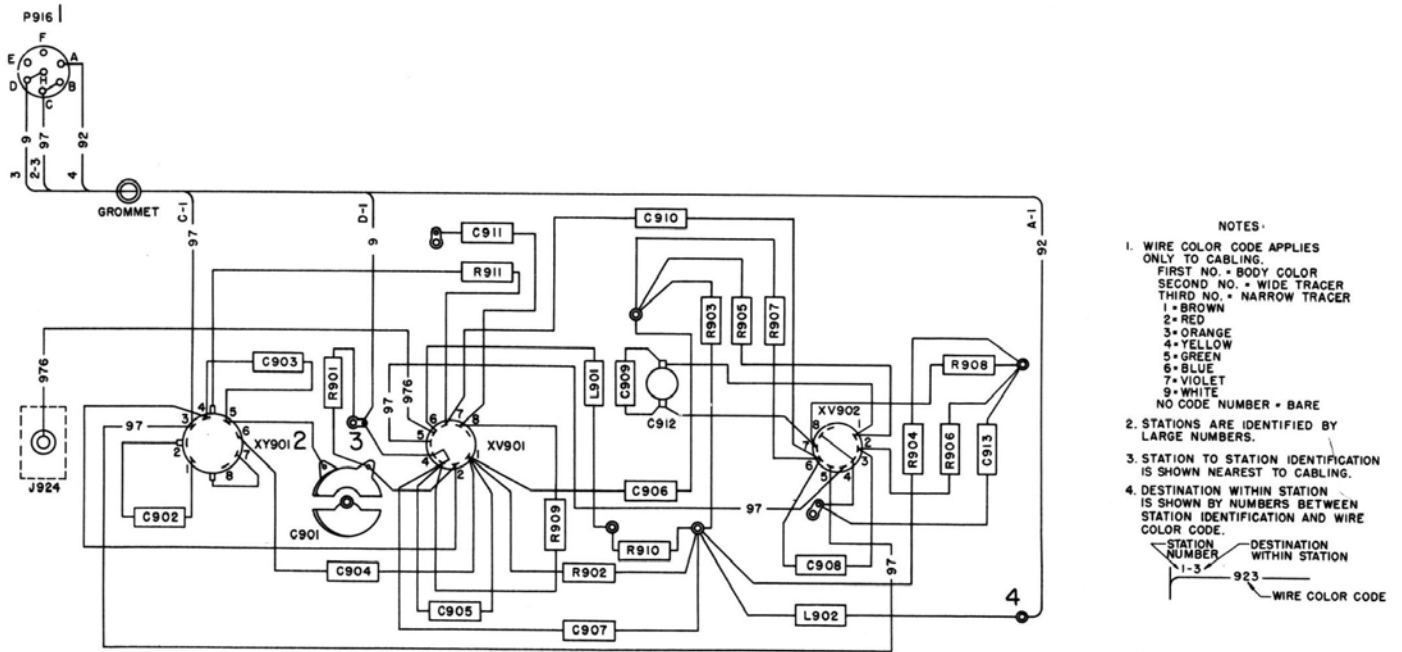 P916
F
E
A
D
H
B
C
9
97
92
3
2-3
4
GROMMET
C-1
97
D-1
9
A-1
92
C911
R911
C910
976
J924
C903
R901
97
976
L901
C909
C912
R903
R905
R907
R908
R904
R906
C913
97
3
4
5
2
6
1
7
8
XY901
2
3
C902
C901
6
7
8
5
4
1
2
XV901
XV902
8
1
7
2
6
3
5
4
C906
97
R909
R910
C904
R902
C908
97
C905
C907
L902
4
NOTES:
1. WIRE COLOR CODE APPLIES
ONLY TO CABLING.
FIRST NO. = BODY COLOR
SECOND NO. = WIDE TRACER
THIRD NO. = NARROW TRACER
1 = BROWN
2 = RED
3 = ORANGE
4 = YELLOW
5 = GREEN
6 = BLUE
7 = VIOLET
9 = WHITE
NO CODE NUMBER = BARE
2. STATIONS ARE IDENTIFIED BY
LARGE NUMBERS.
3. STATION TO STATION IDENTIFICATION
IS SHOWN NEAREST TO CABLING.
4. DESTINATION WITHIN STATION
IS SHOWN BY NUMBERS BETWEEN
STATION IDENTIFICATION AND WIRE
COLOR CODE.
STATION NUMBER
DESTINATION WITHIN STATION
1-3
923
WIRE COLOR CODE